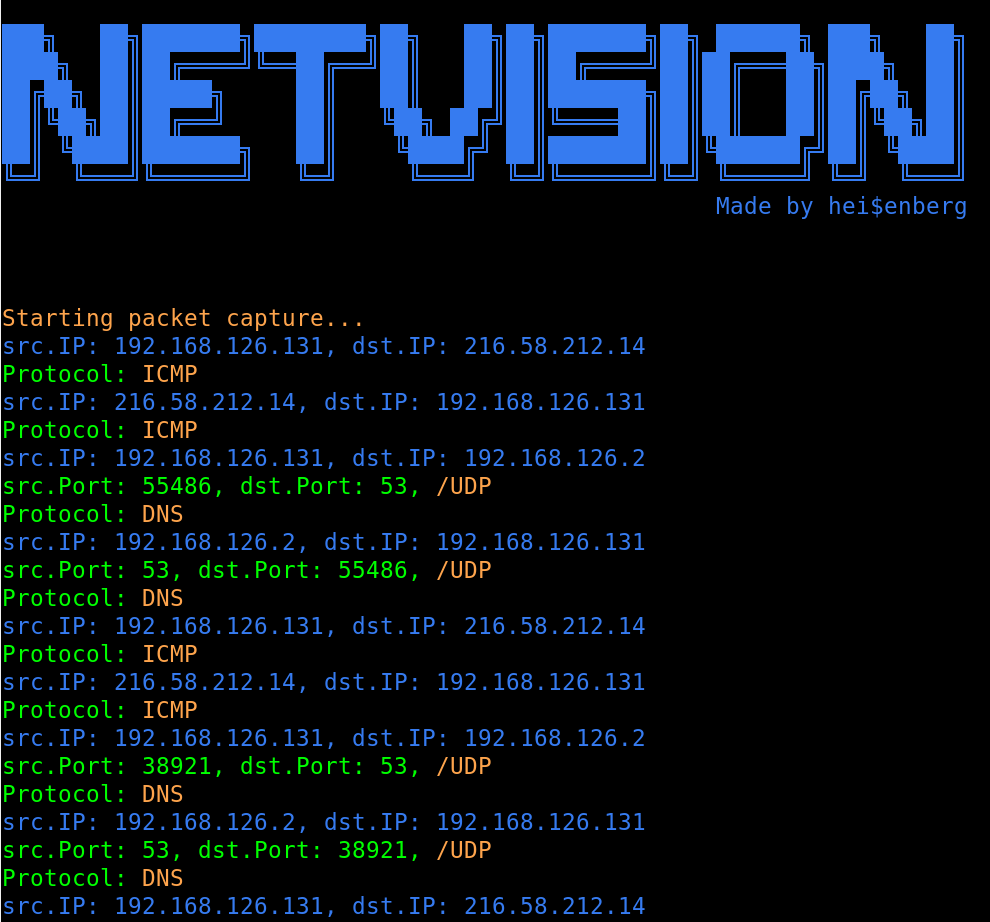 NETVISION
Made by hei$enberg
Starting packet capture...
src.IP: 192.168.126.131, dst.IP: 216.58.212.14
Protocol: ICMP
src.IP: 216.58.212.14, dst.IP: 192.168.126.131
Protocol: ICMP
src.IP: 192.168.126.131, dst.IP: 192.168.126.2
src.Port: 55486, dst.Port: 53, /UDP
Protocol: DNS
src.IP: 192.168.126.2, dst.IP: 192.168.126.131
src.Port: 53, dst.Port: 55486, /UDP
Protocol: DNS
src.IP: 192.168.126.131, dst.IP: 216.58.212.14
Protocol: ICMP
src.IP: 216.58.212.14, dst.IP: 192.168.126.131
Protocol: ICMP
src.IP: 192.168.126.131, dst.IP: 192.168.126.2
src.Port: 38921, dst.Port: 53, /UDP
Protocol: DNS
src.IP: 192.168.126.2, dst.IP: 192.168.126.131
src.Port: 53, dst.Port: 38921, /UDP
Protocol: DNS
src.IP: 192.168.126.131, dst.IP: 216.58.212.14